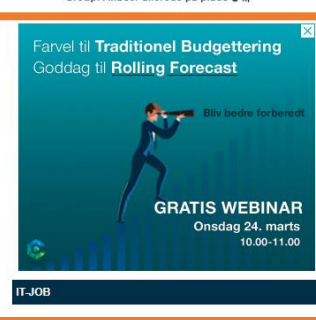 Farvel til Traditionel Budgettering
Goddag til Rolling Forecast
Bliv bedre forberedt
GRATIS WEBINAR
Onsdag 24. marts
10.00-11.00
IT-JOB